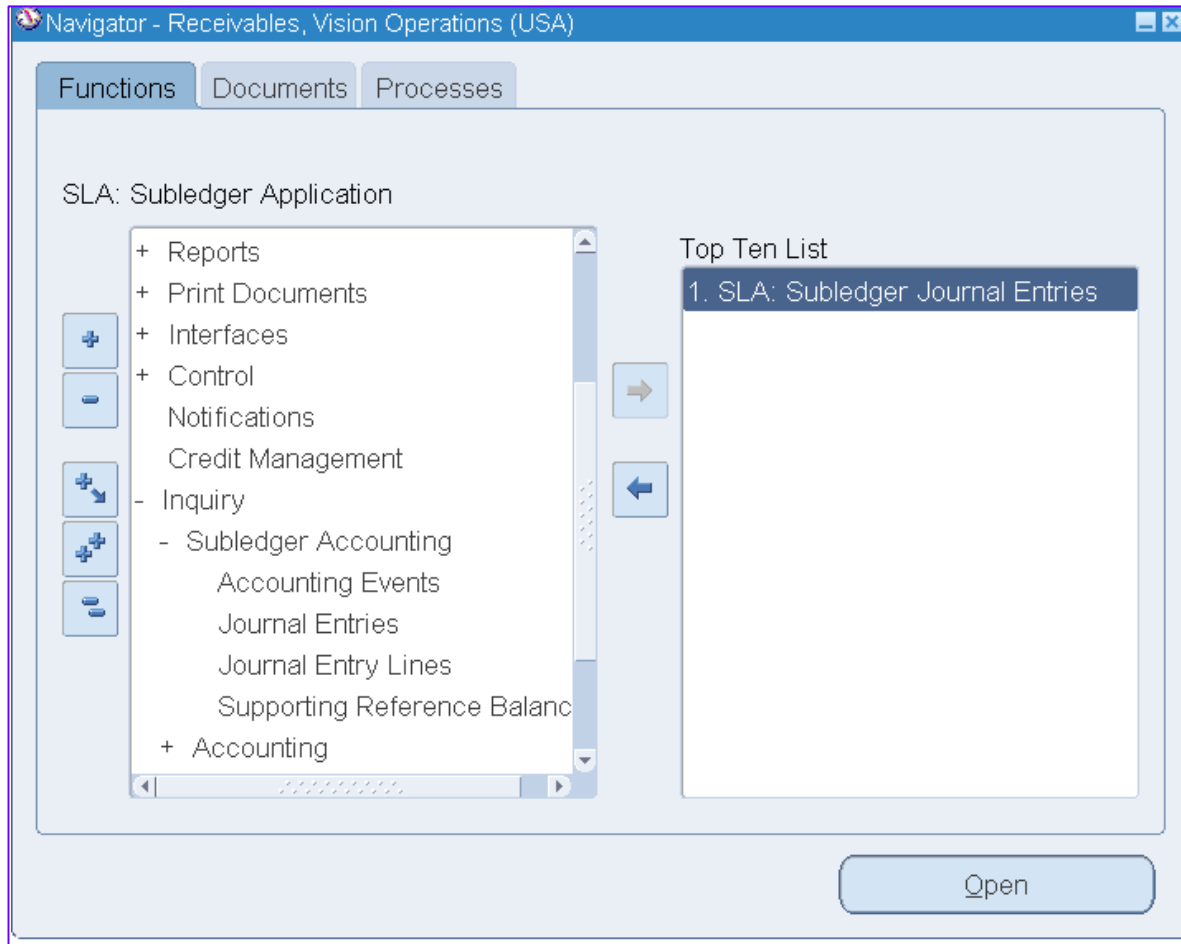 Navigator - Receivables, Vision Operations (USA)
Functions Documents Processes
SLA: Subledger Application
+ Reports
+ Print Documents
+ Interfaces
+ Control
Notifications
Credit Management
- Inquiry
- Subledger Accounting
Accounting Events
Journal Entries
Journal Entry Lines
Supporting Reference Balanc
+ Accounting
Top Ten List
1. SLA: Subledger Journal Entries
Open